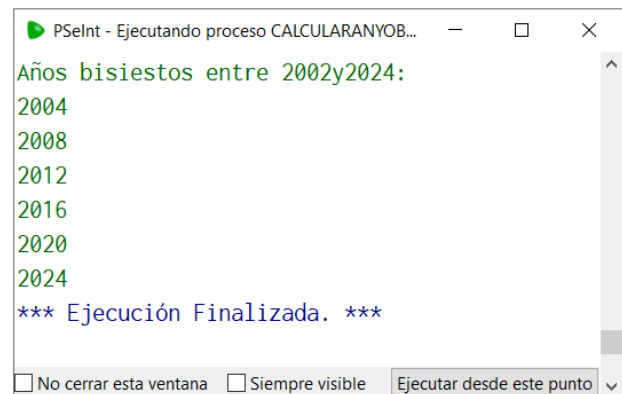 PSeInt - Ejecutando proceso CALCULARANYOB...
Años bisiestos entre 2002y2024:
2004
2008
2012
2016
2020
2024
*** Ejecución Finalizada. ***
No cerrar esta ventana Siempre visible Ejecutar desde este punto